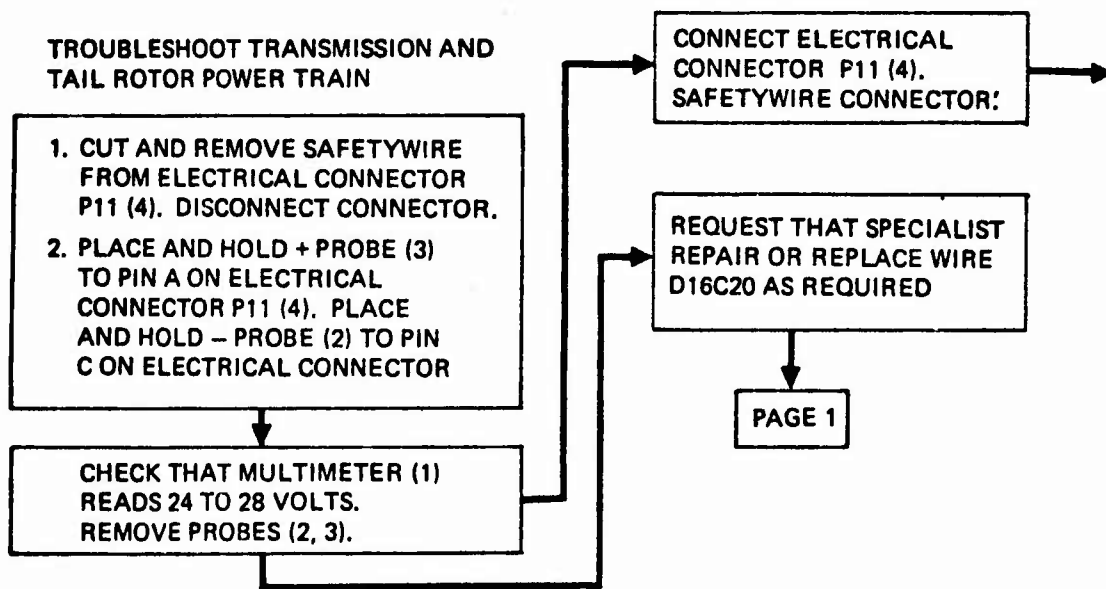 TROUBLESHOOT TRANSMISSION AND
TAIL ROTOR POWER TRAIN
1. CUT AND REMOVE SAFETYWIRE
FROM ELECTRICAL CONNECTOR
P11 (4). DISCONNECT CONNECTOR.
2. PLACE AND HOLD + PROBE (3)
TO PIN A ON ELECTRICAL
CONNECTOR P11 (4). PLACE
AND HOLD – PROBE (2) TO PIN
C ON ELECTRICAL CONNECTOR
CHECK THAT MULTIMETER (1)
READS 24 TO 28 VOLTS.
REMOVE PROBES (2, 3).
CONNECT ELECTRICAL
CONNECTOR P11 (4).
SAFETYWIRE CONNECTOR.
REQUEST THAT SPECIALIST
REPAIR OR REPLACE WIRE
D16C20 AS REQUIRED
PAGE 1